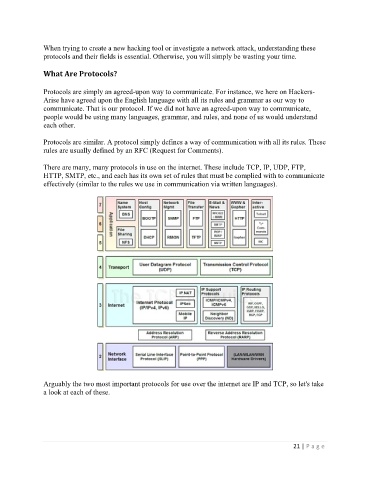 When trying to create a new hacking tool or investigate a network attack, understanding these
protocols and their fields is essential. Otherwise, you will simply be wasting your time.
What Are Protocols?
Protocols are simply an agreed-upon way to communicate. For instance, we here on Hackers-
Arise have agreed upon the English language with all its rules and grammar as our way to
communicate. That is our protocol. If we did not have an agreed-upon way to communicate,
people would be using many languages, grammar, and rules, and none of us would understand
each other.
Protocols are similar. A protocol simply defines a way of communication with all its rules. These
rules are usually defined by an RFC (Request for Comments).
There are many, many protocols in use on the internet. These include TCP, IP, UDP, FTP,
HTTP, SMTP, etc., and each has its own set of rules that must be complied with to communicate
effectively (similar to the rules we use in communication via written languages).
7
6
5
Application
Name System
Host Config
Network Mgmt
File Transfer
E-Mail & News
WWW & Gopher
Inter-active
DNS
BOOTP
SNMP
FTP
HTTP
File Sharing
NFS
DHCP
RMON
TFTP
Gopher
IRC
4
Transport
User Datagram Protocol (UDP)
Transmission Control Protocol (TCP)
3
Internet
Internet Protocol (IP/IPv4, IPv6)
IP NAT
IPSec
Mobile IP
IP Support Protocols
ICMP/ICMPv4, ICMPv6
Neighbor Discovery (ND)
IP Routing Protocols
Address Resolution Protocol (ARP)
Reverse Address Resolution Protocol (RARP)
2
Network Interface
Serial Line Interface Protocol (SLIP)
Point-to-Point Protocol (PPP)
(LAN/WLAN/WAN Hardware Drivers)
Arguably the two most important protocols for use over the internet are IP and TCP, so let's take
a look at each of these.
21 | P a g e